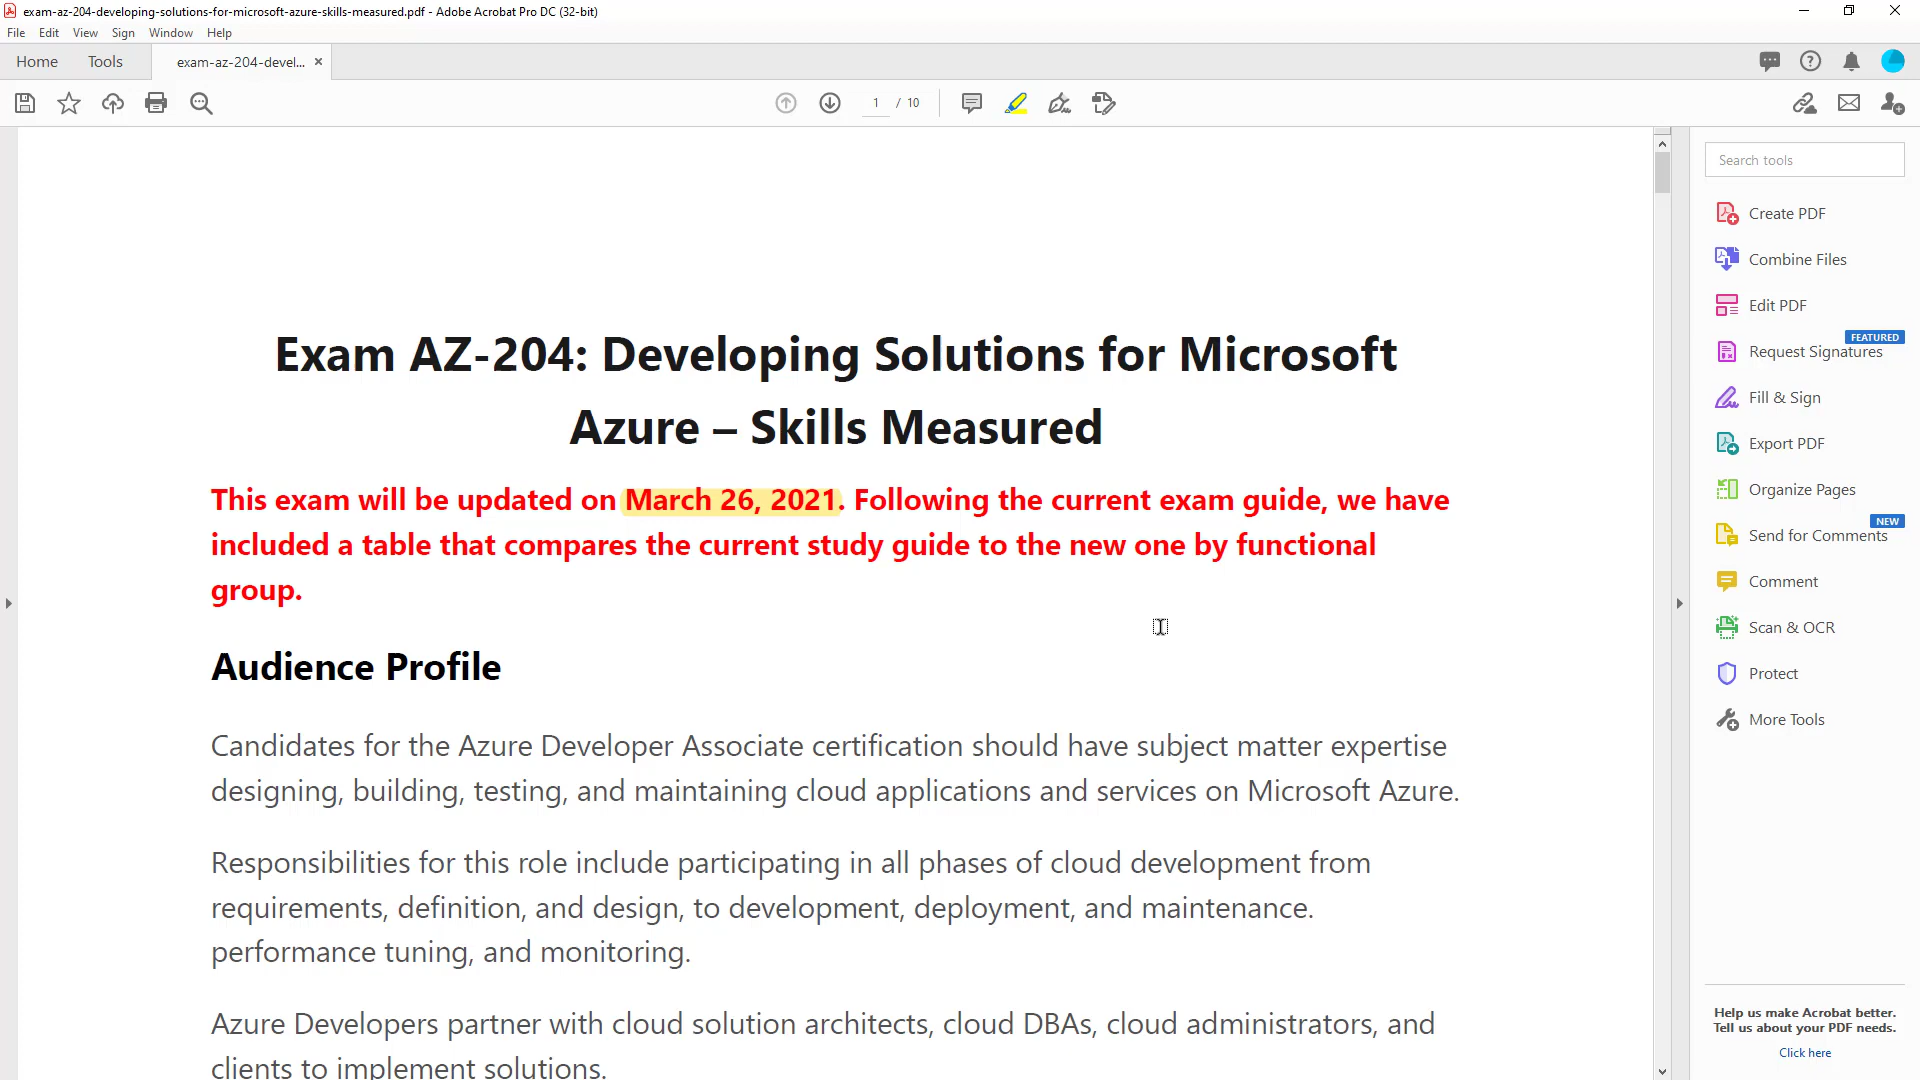 exam-az-204-developing-solutions-for-microsoft-azure-skills-measured.pdf - Adobe Acrobat Pro DC (32-bit)
File Edit View Sign Window Help
Home Tools exam-az-204-devel... ×
1 / 10
Search tools
Create PDF
Combine Files
Edit PDF
FEATURED
Request Signatures
Fill & Sign
Export PDF
Organize Pages
NEW
Send for Comments
Comment
Scan & OCR
Protect
More Tools
Help us make Acrobat better.
Tell us about your PDF needs.
Click here
Exam AZ-204: Developing Solutions for Microsoft
Azure – Skills Measured
This exam will be updated on March 26, 2021. Following the current exam guide, we have
included a table that compares the current study guide to the new one by functional
group.
Audience Profile
Candidates for the Azure Developer Associate certification should have subject matter expertise
designing, building, testing, and maintaining cloud applications and services on Microsoft Azure.
Responsibilities for this role include participating in all phases of cloud development from
requirements, definition, and design, to development, deployment, and maintenance.
performance tuning, and monitoring.
Azure Developers partner with cloud solution architects, cloud DBAs, cloud administrators, and
clients to implement solutions.